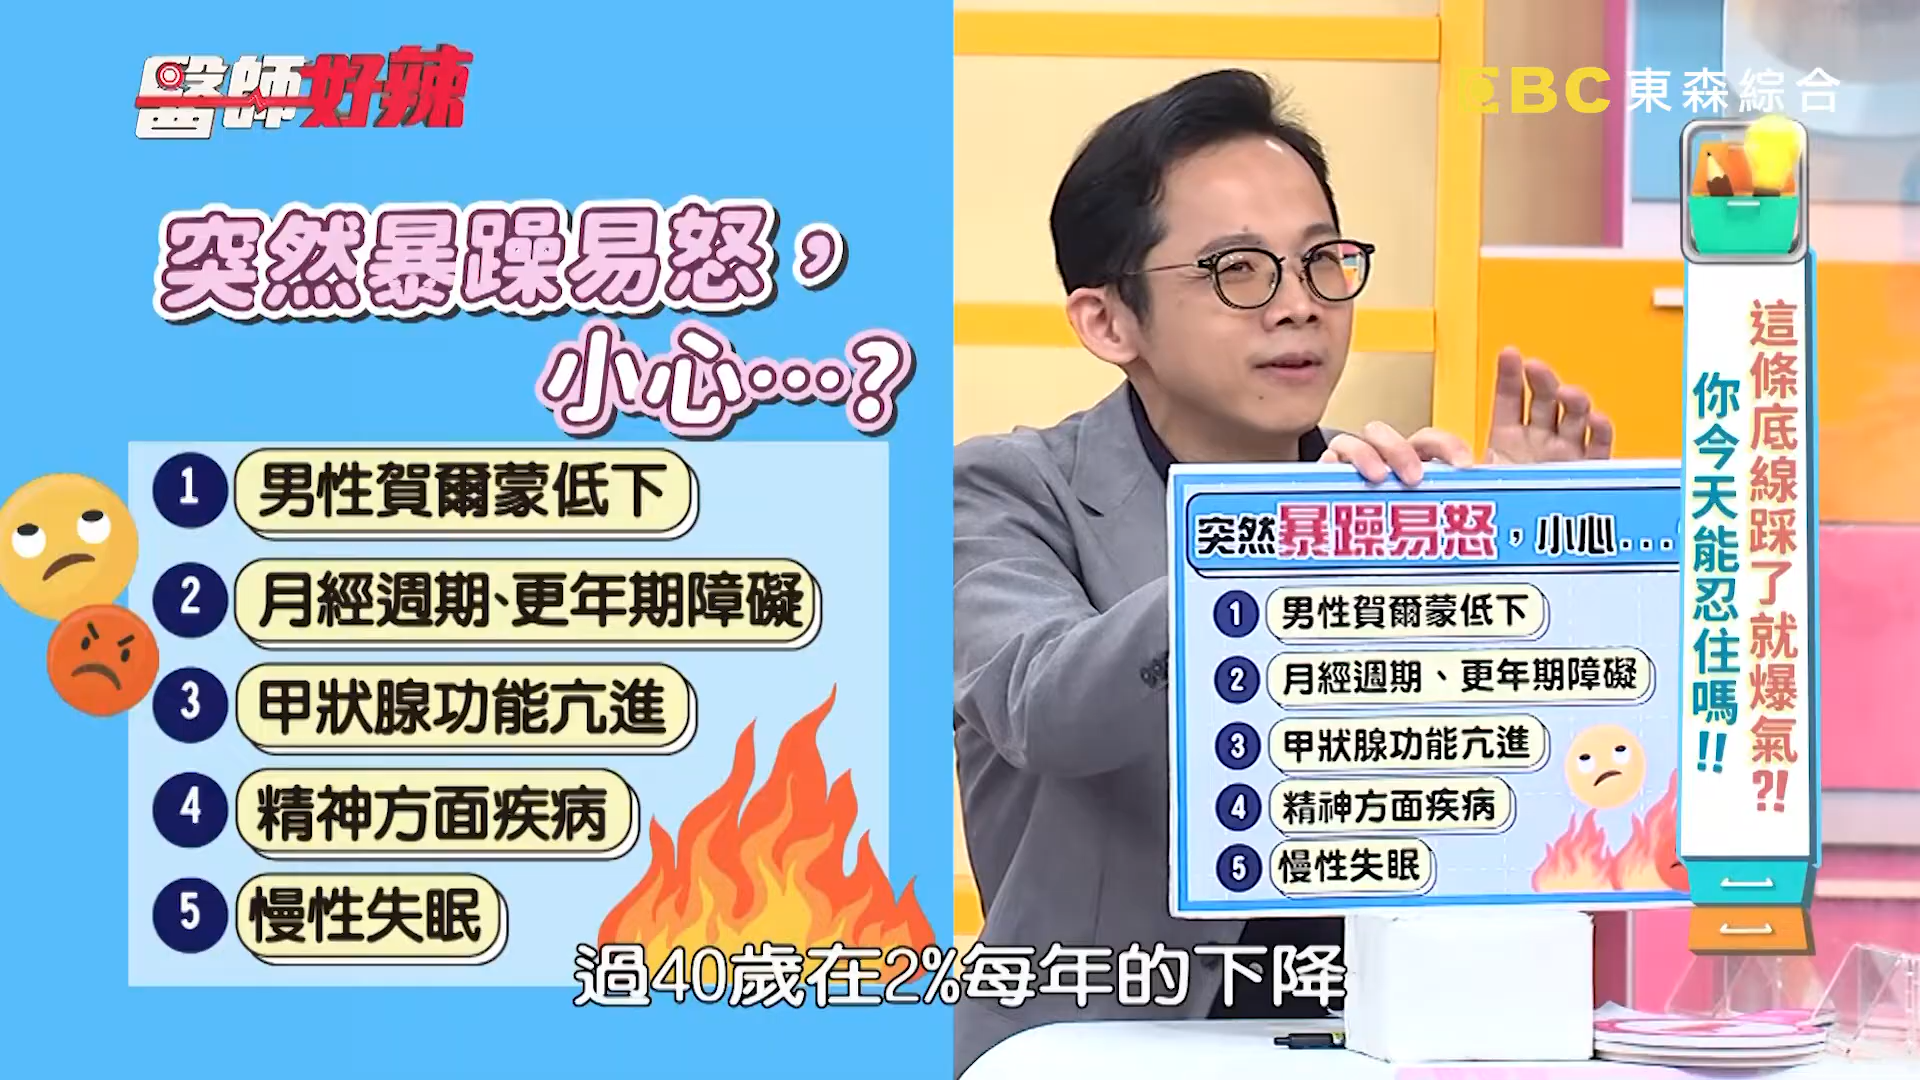 醫師好辣
突然暴躁易怒，
小心…?
1 男性賀爾蒙低下
2 月經週期、更年期障礙
3 甲狀腺功能亢進
4 精神方面疾病
5 慢性失眠
EBC 東森綜合
突然暴躁易怒，小心...
1 男性賀爾蒙低下
2 月經週期、更年期障礙
3 甲狀腺功能亢進
4 精神方面疾病
5 慢性失眠
這條底線踩了就爆氣?!
你今天能忍住嗎!!
過40歲在2%每年的下降